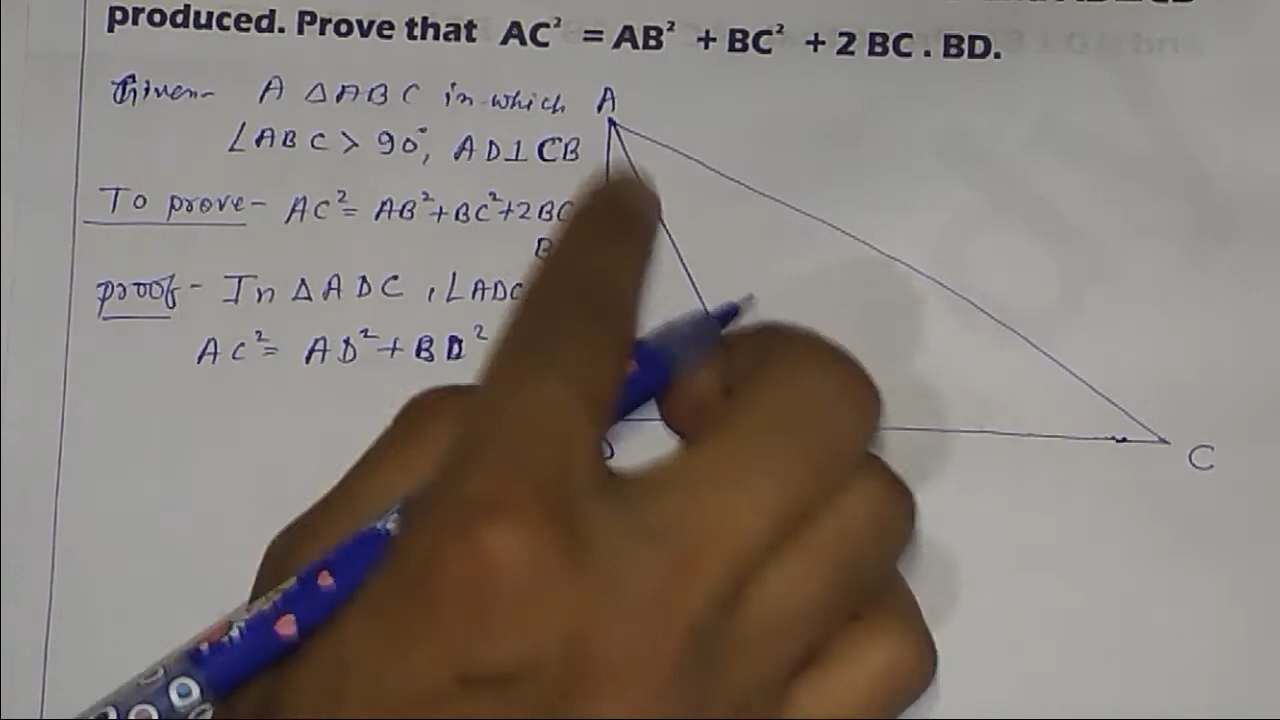 produced. Prove that AC² = AB² + BC² + 2 BC . BD.
Given- A ΔABC in which
∠ABC > 90°, AD⊥CB
To prove- AC² = AB² + BC² + 2BC
B
proof- In ΔADC, ∠ADC
AC² = AD² + BD²
A
D
C